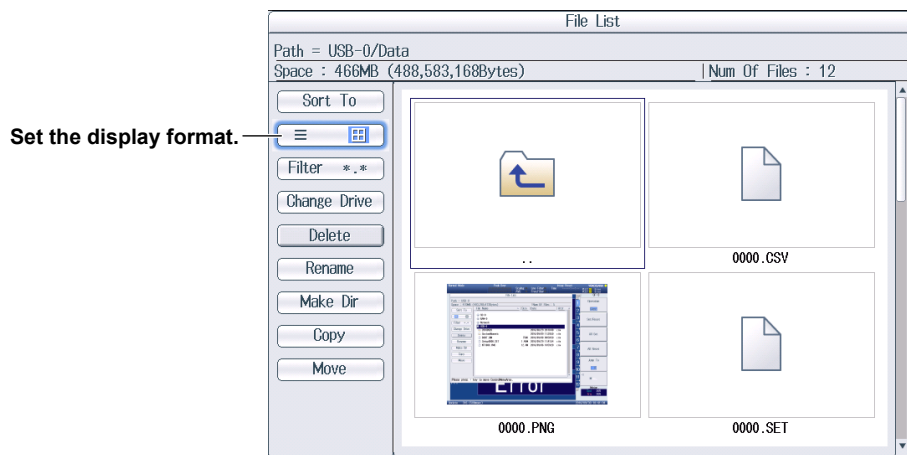 File List
Path = USB-0/Data
Space : 466MB (488,583,168Bytes)
Num Of Files : 12
Sort To
Set the display format.
Filter *.*
Change Drive
Delete
Rename
Make Dir
Copy
Move
..
0000.CSV
Error
0000.PNG
0000.SET